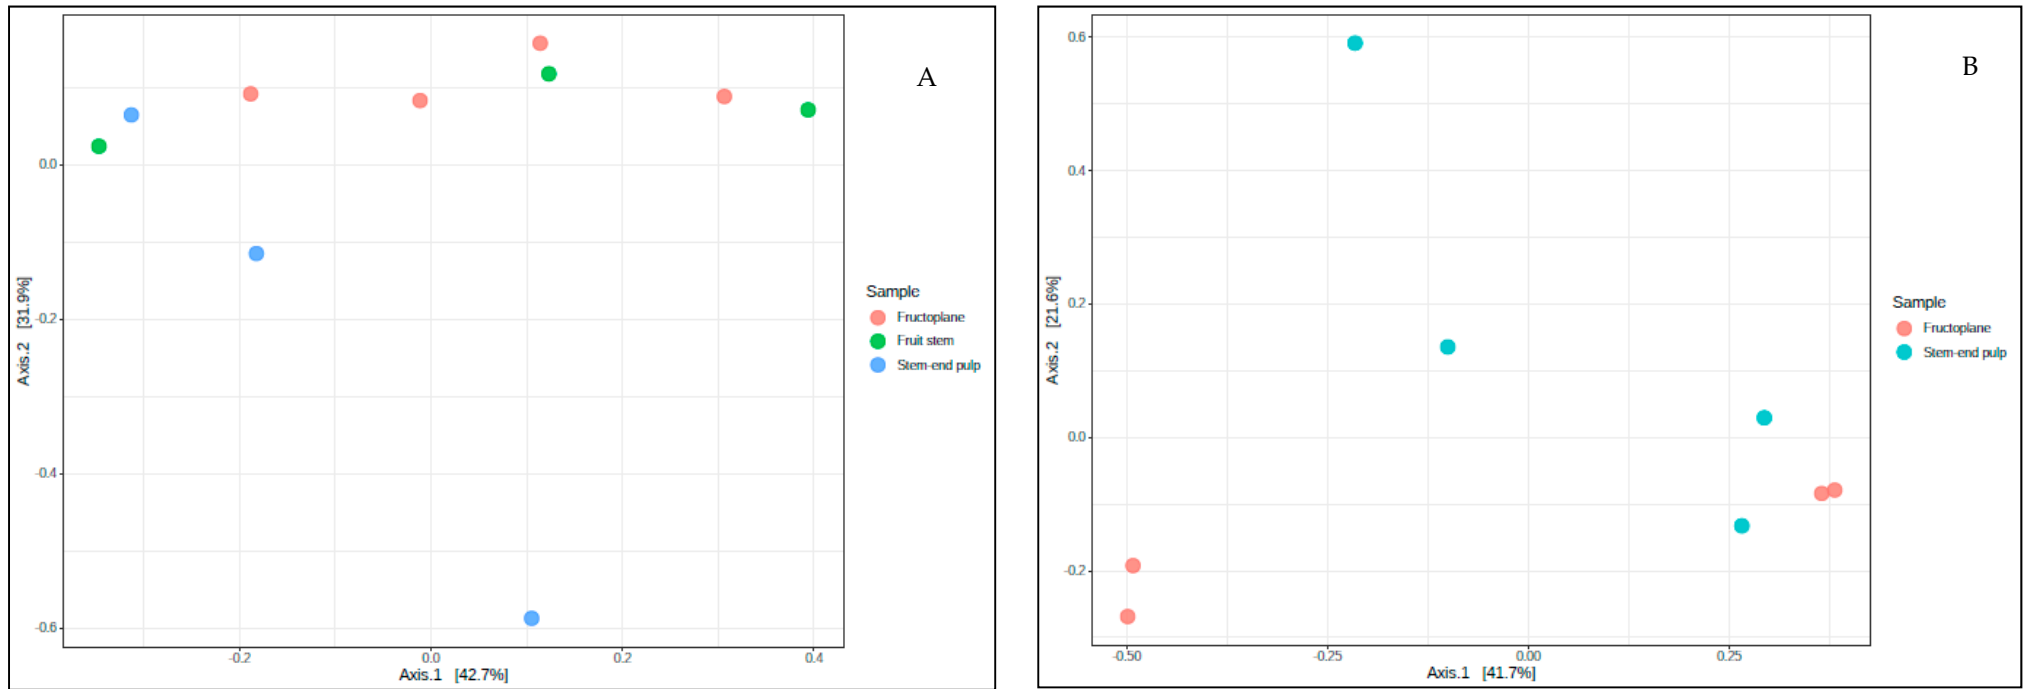 A
0.0
-0.2
-0.4
-0.6
Axis.2 [31.9%]
-0.2
0.0
0.2
0.4
Axis.1 [42.7%]
Sample
Fructoplane
Fruit stem
Stem-end pulp
B
0.6
0.4
0.2
0.0
-0.2
Axis.2 [21.6%]
-0.50
-0.25
0.00
0.25
Axis.1 [41.7%]
Sample
Fructoplane
Stem-end pulp